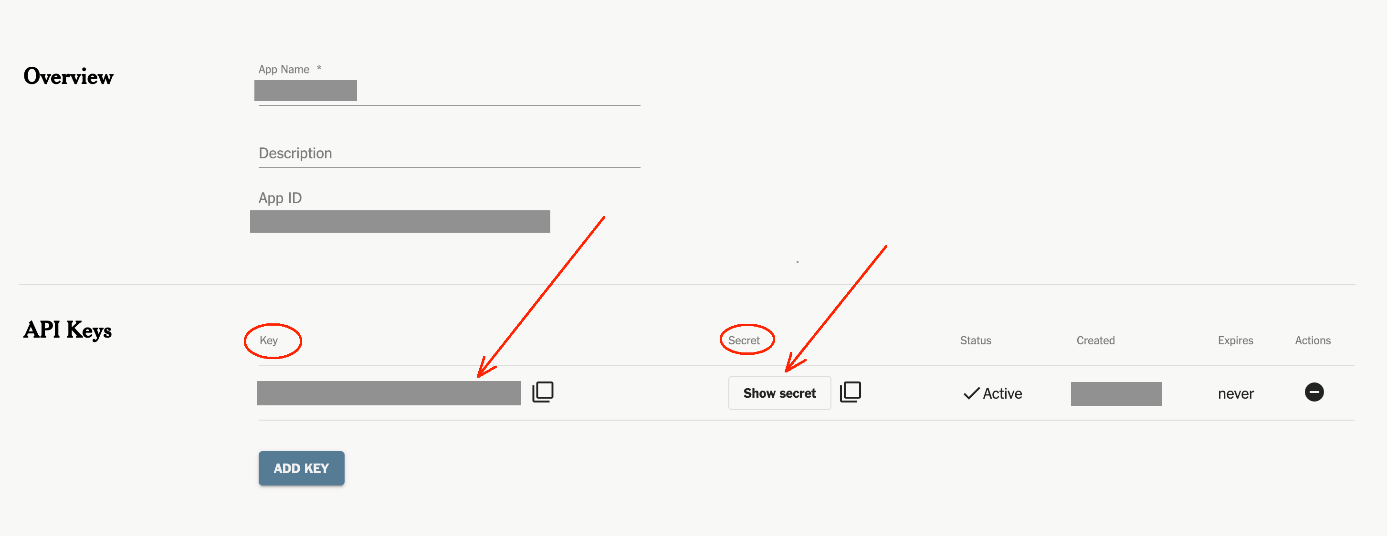 Overview
App Name *
Description
App ID
API Keys
Key Secret Status Created Expires Actions
Show secret Active never
ADD KEY